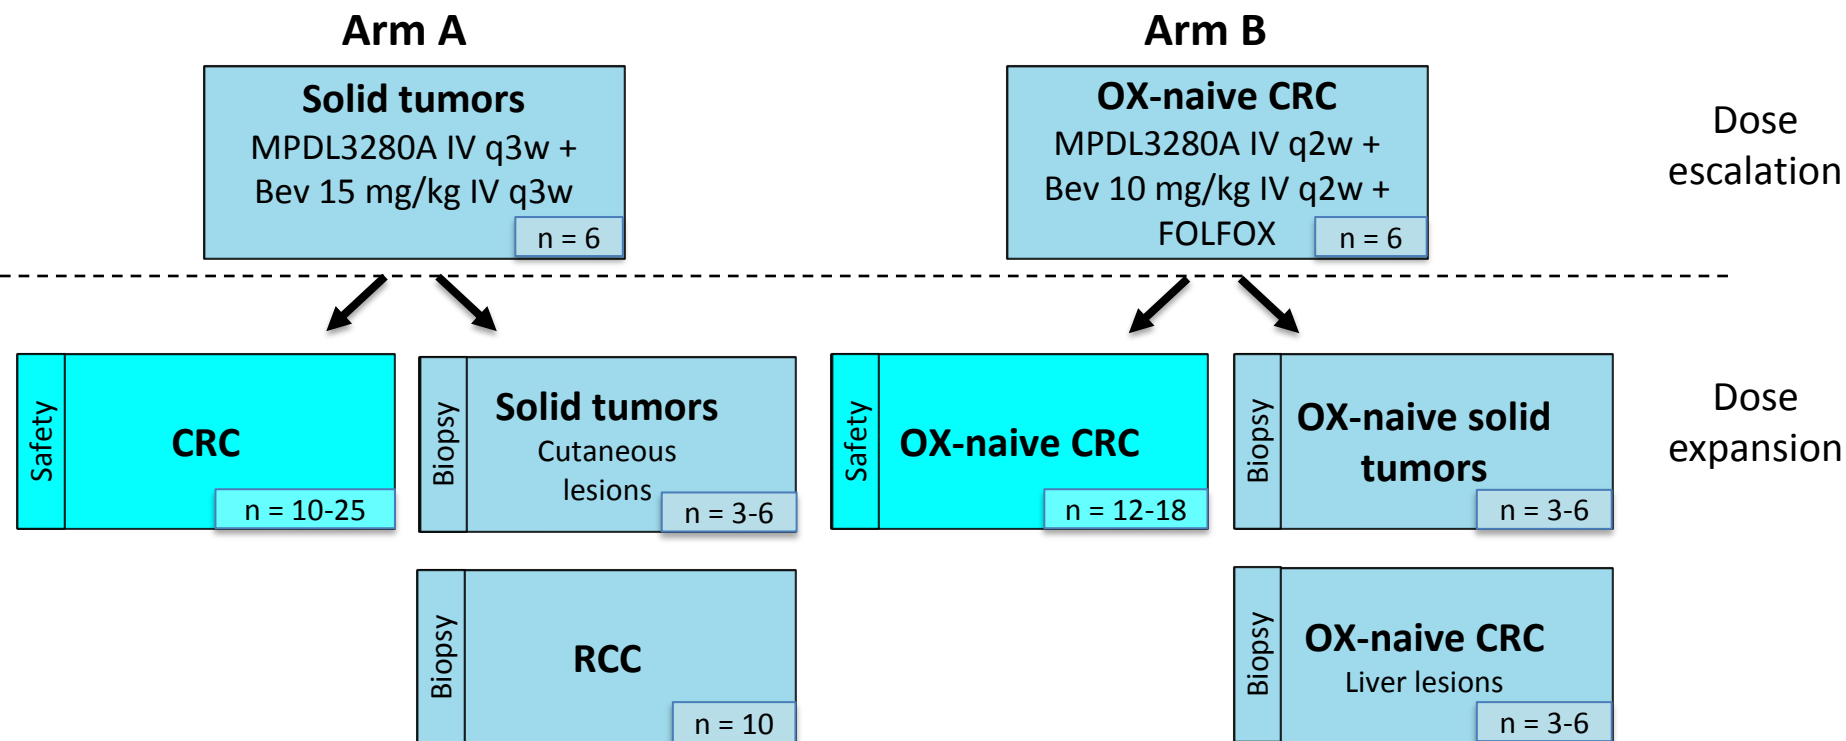 Arm A
Arm B
Solid tumors
MPDL3280A IV q3w +
Bev 15 mg/kg IV q3w
n = 6
OX-naive CRC
MPDL3280A IV q2w +
Bev 10 mg/kg IV q2w +
FOLFOX
n = 6
Dose
escalation
Safety
CRC
n = 10-25
Biopsy
Solid tumors
Cutaneous
lesions
n = 3-6
Safety
OX-naive CRC
n = 12-18
Biopsy
OX-naive solid
tumors
n = 3-6
Dose
expansion
Biopsy
RCC
n = 10
Biopsy
OX-naive CRC
Liver lesions
n = 3-6